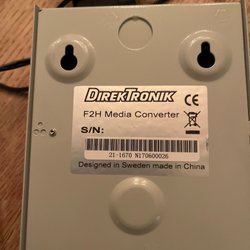 DIREKTRONIK
CE
F2H Media Converter
S/N:
21-1670 N170600026
Designed in Sweden made in China